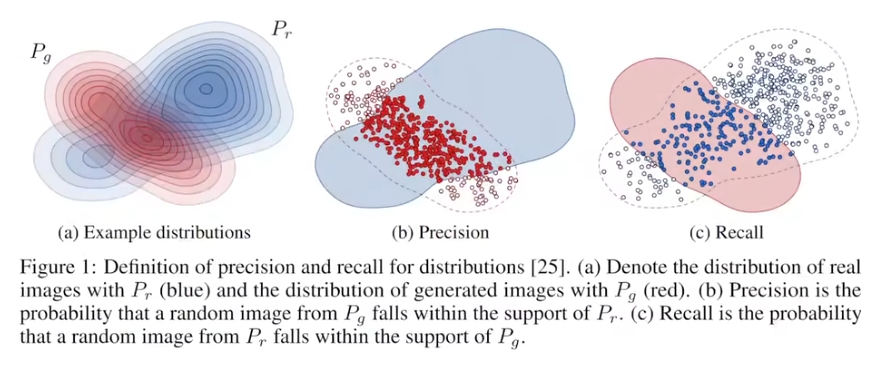 P_g
P_r
(a) Example distributions
(b) Precision
(c) Recall
Figure 1: Definition of precision and recall for distributions [25]. (a) Denote the distribution of real
images with P_r (blue) and the distribution of generated images with P_g (red). (b) Precision is the
probability that a random image from P_g falls within the support of P_r. (c) Recall is the probability
that a random image from P_r falls within the support of P_g.